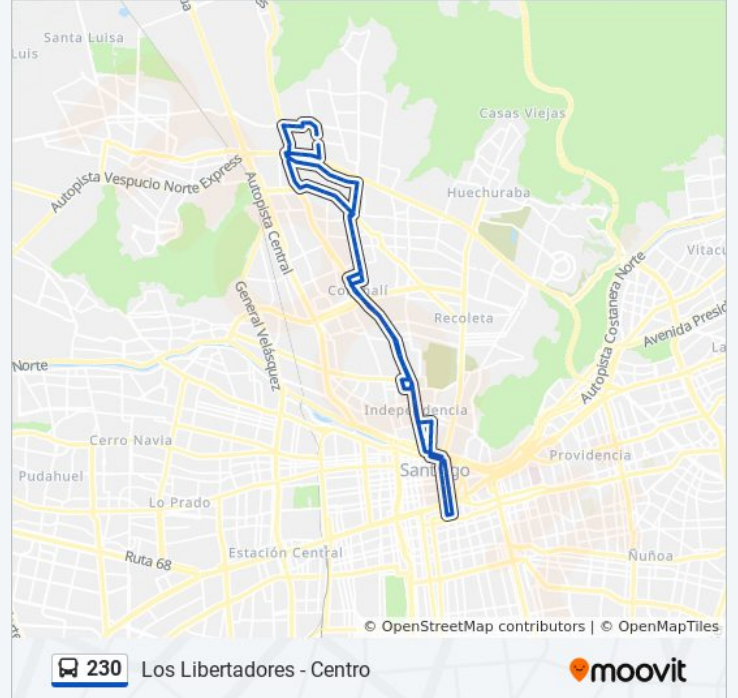 Santa Luisa
Luis
Casas Viejas
Autopista Vespucio Norte Express
Huechuraba
Autopista Central
Vitacu
Conchalí
General Velásquez
Recoleta
Autopista Costanera Norte
Avenida Presid
La
Norte
Independencia
Cerro Navia
Santiago
Providencia
Pudahuel
Lo Prado
Ruta 68
Estación Central
Ñuñoa
© OpenStreetMap contributors | © OpenMapTiles
230 Los Libertadores - Centro
moovit